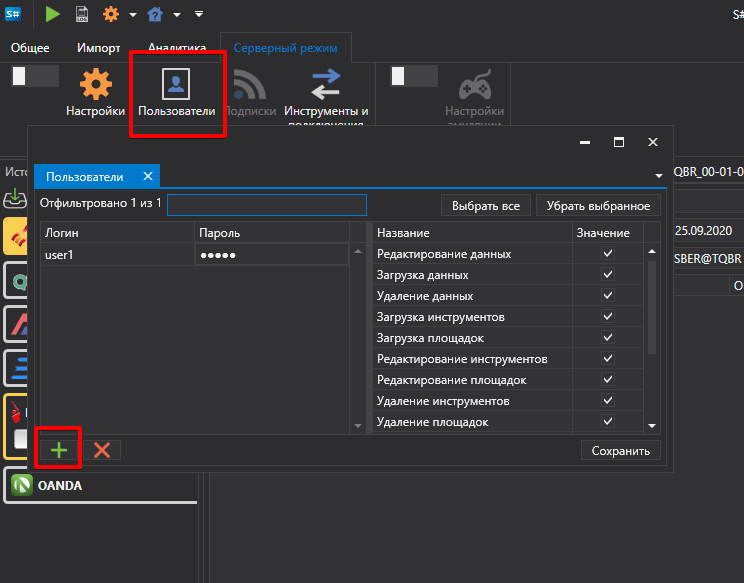 S#
S#
Общее Импорт Аналитика Серверный режим
Настройки Пользователи Подписки Инструменты и подключения Настройки эмуляции
Пользователи
TQBR_00-01-0
Отфильтровано 1 из 1 Выбрать все Убрать выбранное
Логин Пароль Название Значение
25.09.2020
user1 ●●●●● Редактирование данных
SBER@TQBR
Загрузка данных
Удаление данных
Загрузка инструментов
Загрузка площадок
Редактирование инструментов
Редактирование площадок
Удаление инструментов
Удаление площадок
Сохранить
OANDA